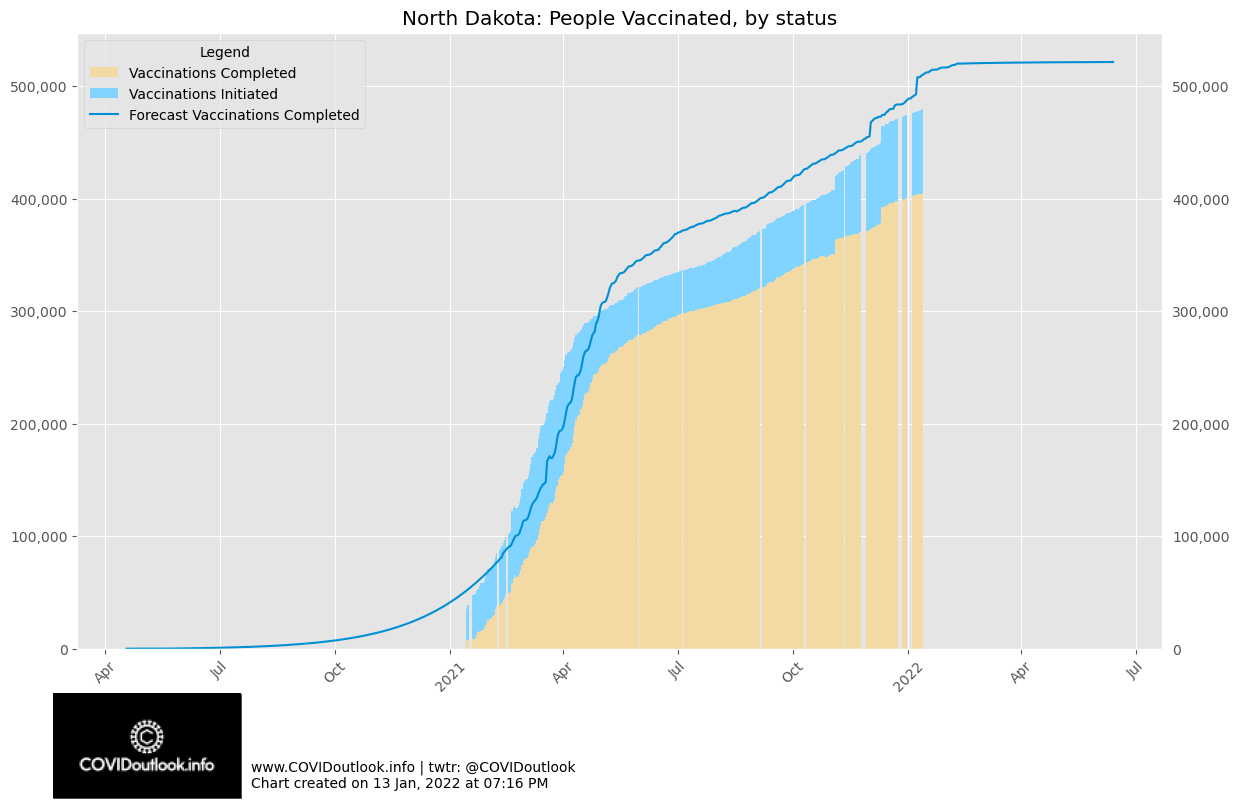 North Dakota: People Vaccinated, by status
Legend
Vaccinations Completed
Vaccinations Initiated
Forecast Vaccinations Completed
500,000
400,000
300,000
200,000
100,000
0
500,000
400,000
300,000
200,000
100,000
0
Apr
Jul
Oct
2021
Apr
Jul
Oct
2022
Apr
Jul
COVIDoutlook.info
www.COVIDoutlook.info | twtr: @COVIDoutlook
Chart created on 13 Jan, 2022 at 07:16 PM